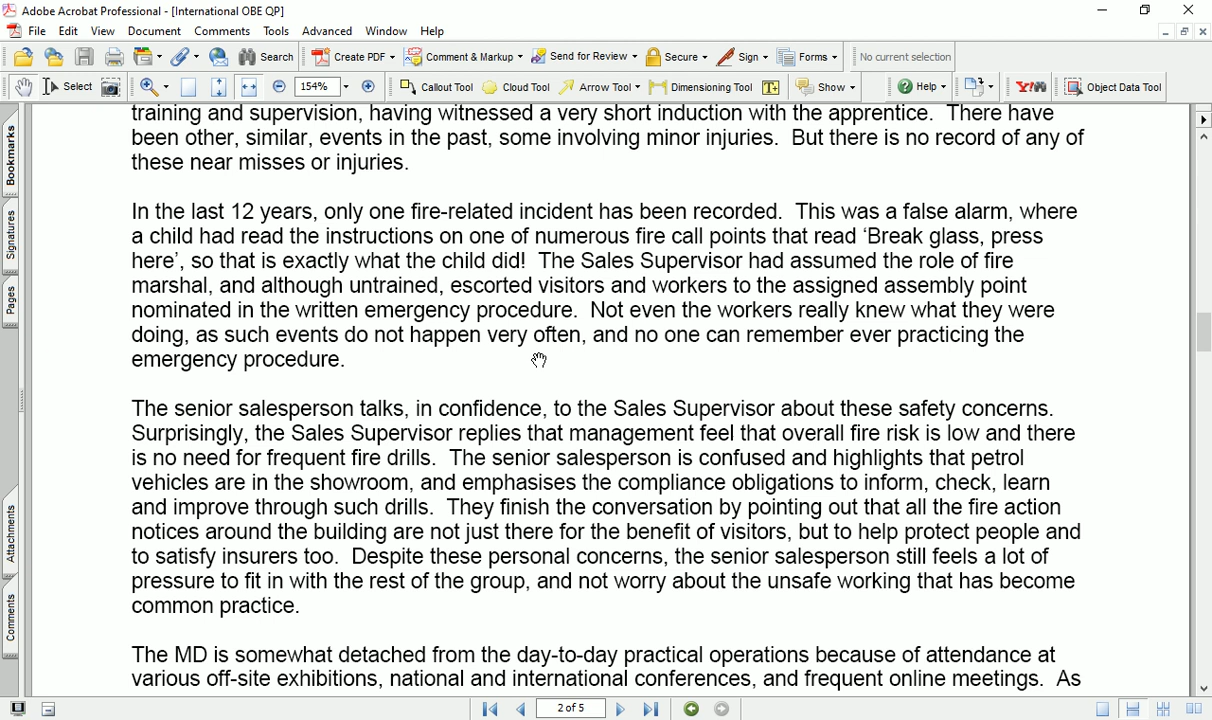 Adobe Acrobat Professional - [International OBE QP]
File Edit View Document Comments Tools Advanced Window Help
Search Create PDF Comment & Markup Send for Review Secure Sign Forms No current selection
Select 154% Callout Tool Cloud Tool Arrow Tool Dimensioning Tool T Show Help Y!7 Object Data Tool
training and supervision, having witnessed a very short induction with the apprentice. There have
been other, similar, events in the past, some involving minor injuries. But there is no record of any of
these near misses or injuries.
In the last 12 years, only one fire-related incident has been recorded. This was a false alarm, where
a child had read the instructions on one of numerous fire call points that read ‘Break glass, press
here’, so that is exactly what the child did! The Sales Supervisor had assumed the role of fire
marshal, and although untrained, escorted visitors and workers to the assigned assembly point
nominated in the written emergency procedure. Not even the workers really knew what they were
doing, as such events do not happen very often, and no one can remember ever practicing the
emergency procedure.
The senior salesperson talks, in confidence, to the Sales Supervisor about these safety concerns.
Surprisingly, the Sales Supervisor replies that management feel that overall fire risk is low and there
is no need for frequent fire drills. The senior salesperson is confused and highlights that petrol
vehicles are in the showroom, and emphasises the compliance obligations to inform, check, learn
and improve through such drills. They finish the conversation by pointing out that all the fire action
notices around the building are not just there for the benefit of visitors, but to help protect people and
to satisfy insurers too. Despite these personal concerns, the senior salesperson still feels a lot of
pressure to fit in with the rest of the group, and not worry about the unsafe working that has become
common practice.
The MD is somewhat detached from the day-to-day practical operations because of attendance at
various off-site exhibitions, national and international conferences, and frequent online meetings. As
Bookmarks
Signatures
Pages
Attachments
Comments
2 of 5